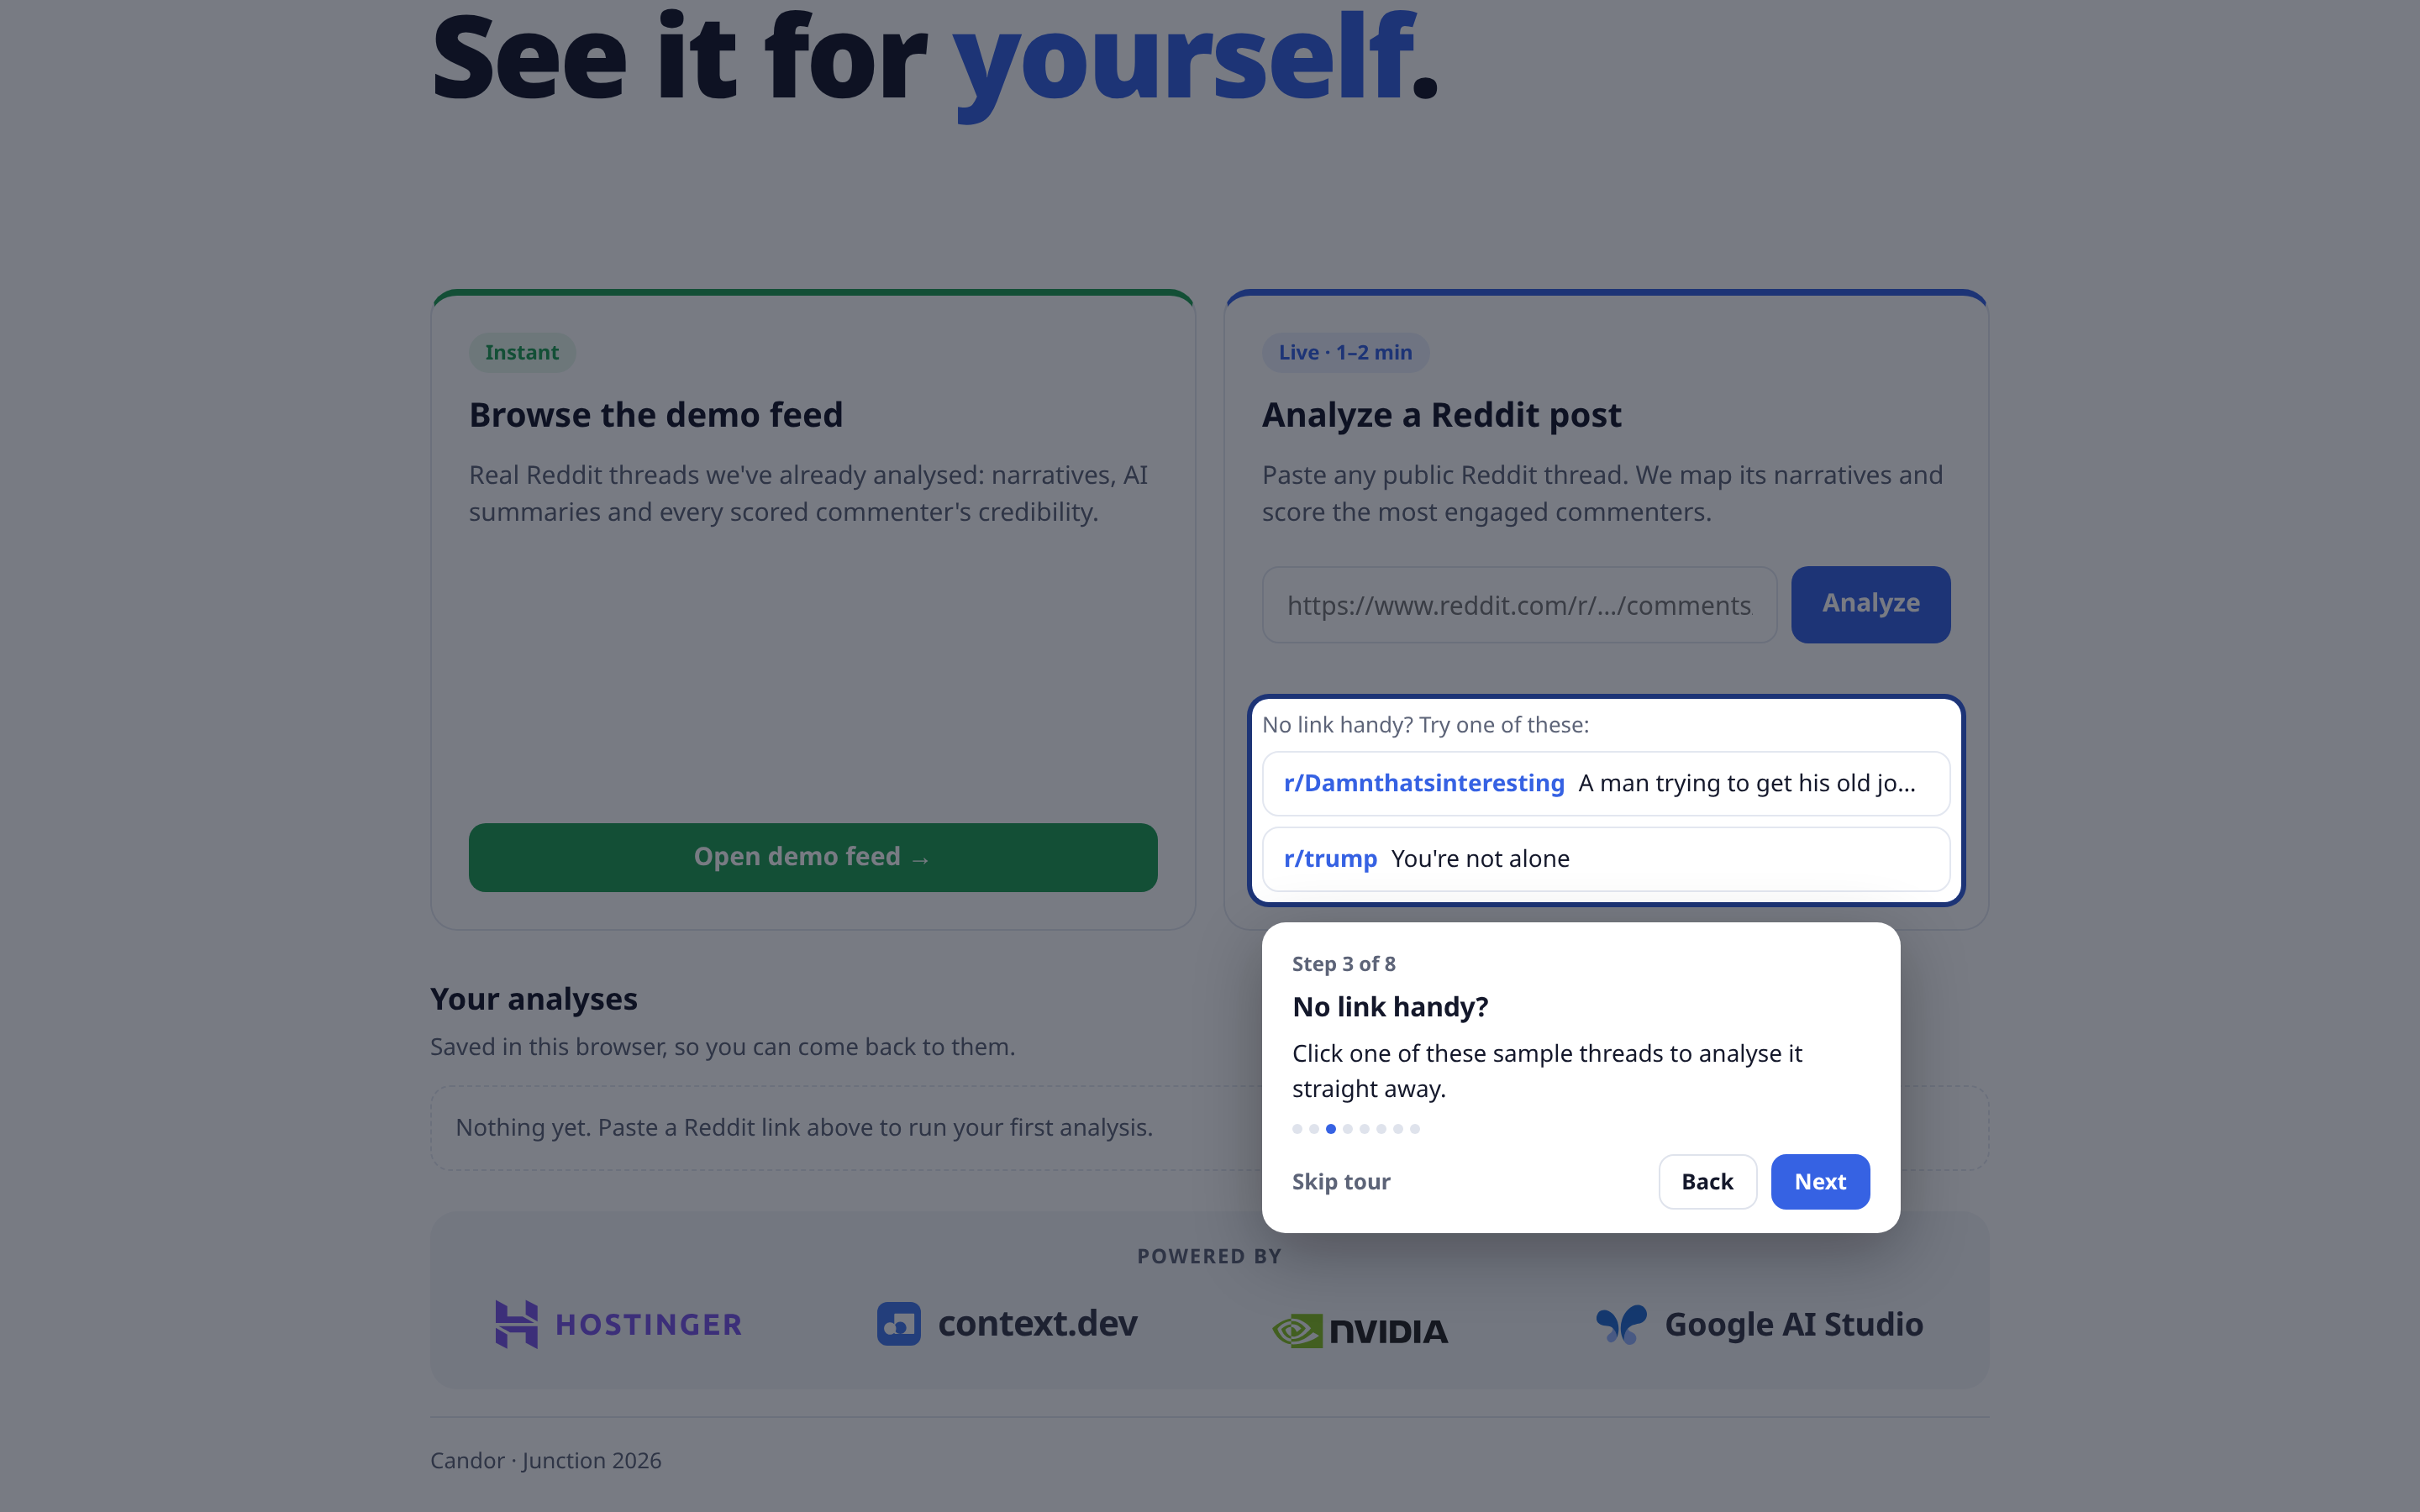 See it for yourself.
Instant
Browse the demo feed
Real Reddit threads we've already analysed: narratives, AI
summaries and every scored commenter's credibility.
Open demo feed →
Live · 1–2 min
Analyze a Reddit post
Paste any public Reddit thread. We map its narratives and
score the most engaged commenters.
https://www.reddit.com/r/.../comments
Analyze
No link handy? Try one of these:
r/Damnthatsinteresting A man trying to get his old jo...
r/trump You're not alone
Step 3 of 8
No link handy?
Click one of these sample threads to analyse it
straight away.
Skip tour
Back
Next
Your analyses
Saved in this browser, so you can come back to them.
Nothing yet. Paste a Reddit link above to run your first analysis.
POWERED BY
HOSTINGER
context.dev
NVIDIA
Google AI Studio
Candor · Junction 2026